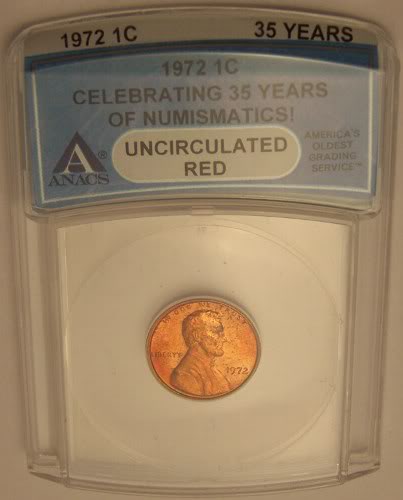 1972 1C 35 YEARS
1972 1C
CELEBRATING 35 YEARS
OF NUMISMATICS!
ANACS®
UNCIRCULATED
RED
AMERICA'S
OLDEST
GRADING
SERVICE™
LIBERTY
1972